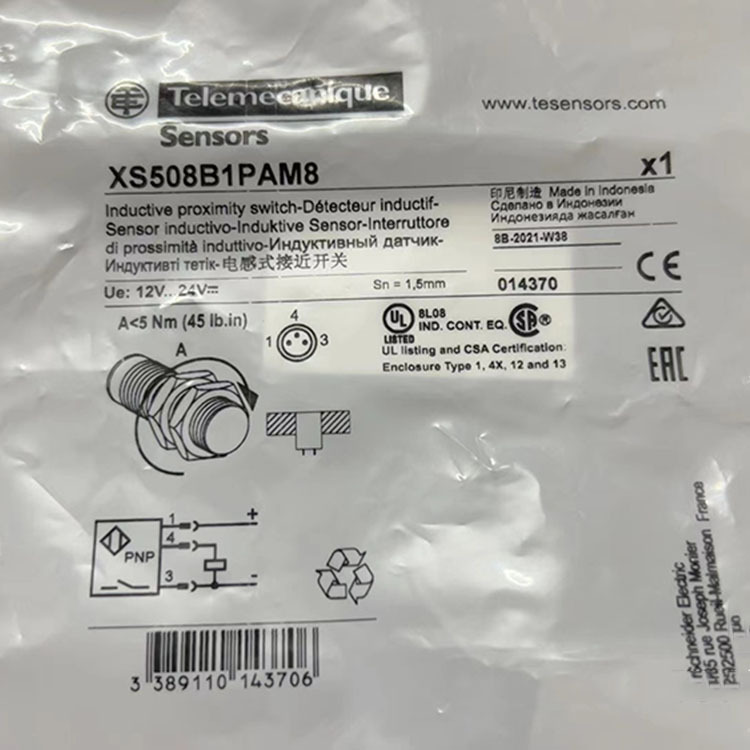 Telemecanique
Sensors
www.tesensors.com
XS508B1PAM8
x1
Inductive proximity switch-Détecteur inductif-
Sensor inductivo-Induktive Sensor-Interruttore
di prossimità induttivo-Индуктивный датчик-
Индуктивті тетік-电感式接近开关
印尼制造 Made in Indonesia
Сделано в Индонезии
Индонезияда жасалған
8B-2021-W38
Ue: 12V...24V
Sn = 1,5mm
014370
CE
A<5 Nm (45 lb.in)
A
4
1
3
UL
LISTED
8L08
IND. CONT. EQ.
SA
®
UL listing and CSA Certification:
Enclosure Type 1, 4X, 12 and 13
EAC
PNP
1
+
4
3
-
3 389110 143706
Schneider Electric
35 rue Joseph Monier
92500 Rueil-Malmaison France